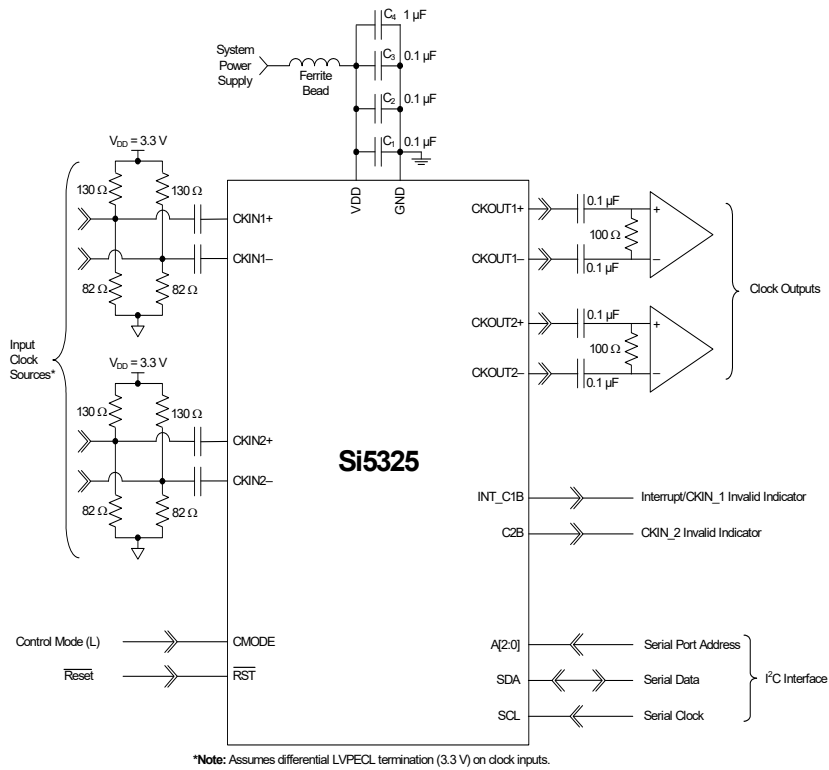 C4 1 µF
System
Power
Supply
Ferrite
Bead
C3 0.1 µF
C2 0.1 µF
C1 0.1 µF
VDD = 3.3 V
130 Ω 130 Ω
82 Ω 82 Ω
VDD
GND
CKIN1+
CKIN1–
CKOUT1+
0.1 µF
100 Ω
+
–
CKOUT1–
0.1 µF
Clock Outputs
CKOUT2+
0.1 µF
100 Ω
+
–
CKOUT2–
0.1 µF
Input
Clock
Sources*
VDD = 3.3 V
130 Ω 130 Ω
CKIN2+
CKIN2–
82 Ω 82 Ω
Si5325
INT_C1B Interrupt/CKIN_1 Invalid Indicator
C2B CKIN_2 Invalid Indicator
Control Mode (L) CMODE
Reset RST
A[2:0] Serial Port Address
SDA Serial Data
SCL Serial Clock
I²C Interface
*Note: Assumes differential LVPECL termination (3.3 V) on clock inputs.